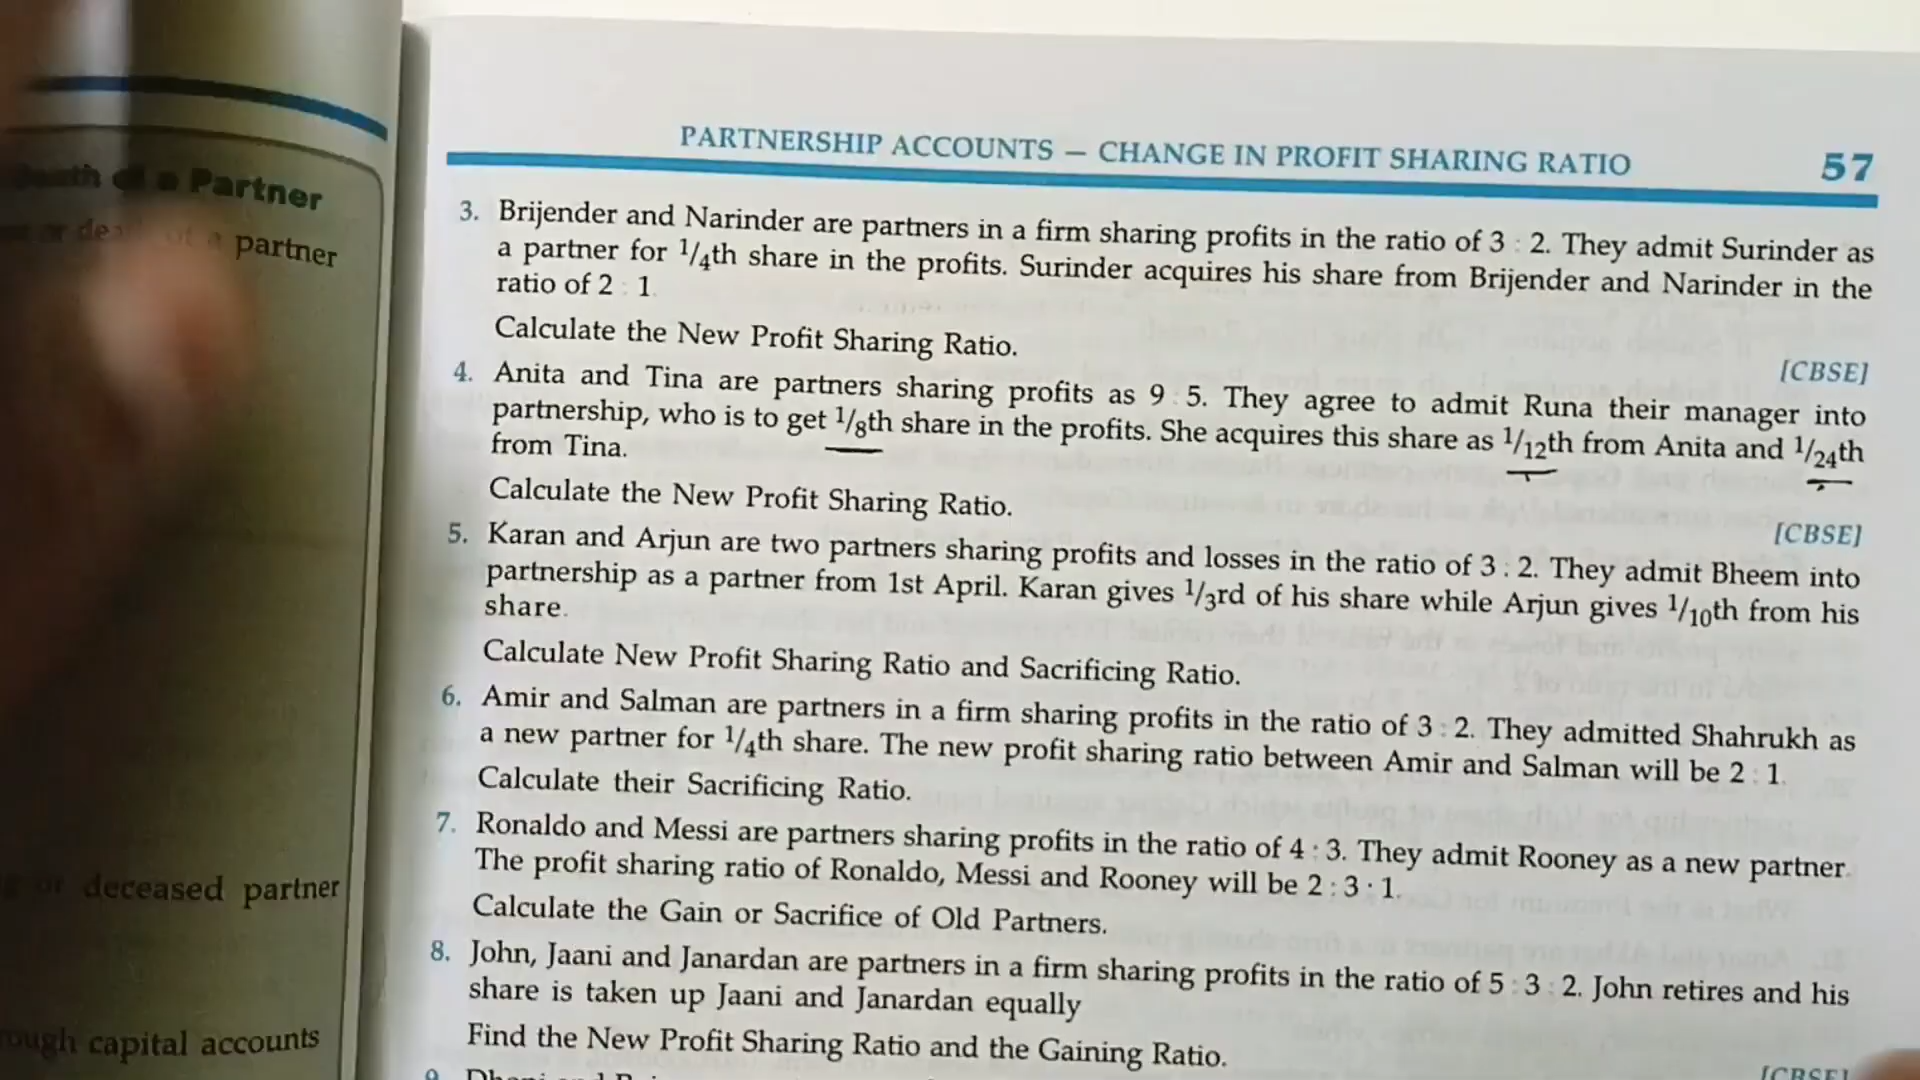 of a Partner
partner
deceased partner
capital accounts
PARTNERSHIP ACCOUNTS — CHANGE IN PROFIT SHARING RATIO 57
3. Brijender and Narinder are partners in a firm sharing profits in the ratio of 3 : 2. They admit Surinder as
a partner for 1/4th share in the profits. Surinder acquires his share from Brijender and Narinder in the
ratio of 2 : 1.
Calculate the New Profit Sharing Ratio.
[CBSE]
4. Anita and Tina are partners sharing profits as 9 : 5. They agree to admit Runa their manager into
partnership, who is to get 1/8th share in the profits. She acquires this share as 1/12th from Anita and 1/24th
from Tina.
Calculate the New Profit Sharing Ratio.
[CBSE]
5. Karan and Arjun are two partners sharing profits and losses in the ratio of 3 : 2. They admit Bheem into
partnership as a partner from 1st April. Karan gives 1/3rd of his share while Arjun gives 1/10th from his
share.
Calculate New Profit Sharing Ratio and Sacrificing Ratio.
6. Amir and Salman are partners in a firm sharing profits in the ratio of 3 : 2. They admitted Shahrukh as
a new partner for 1/4th share. The new profit sharing ratio between Amir and Salman will be 2 : 1.
Calculate their Sacrificing Ratio.
7. Ronaldo and Messi are partners sharing profits in the ratio of 4 : 3. They admit Rooney as a new partner.
The profit sharing ratio of Ronaldo, Messi and Rooney will be 2 : 3 : 1.
Calculate the Gain or Sacrifice of Old Partners.
8. John, Jaani and Janardan are partners in a firm sharing profits in the ratio of 5 : 3 : 2. John retires and his
share is taken up Jaani and Janardan equally
Find the New Profit Sharing Ratio and the Gaining Ratio.
[CBSE]